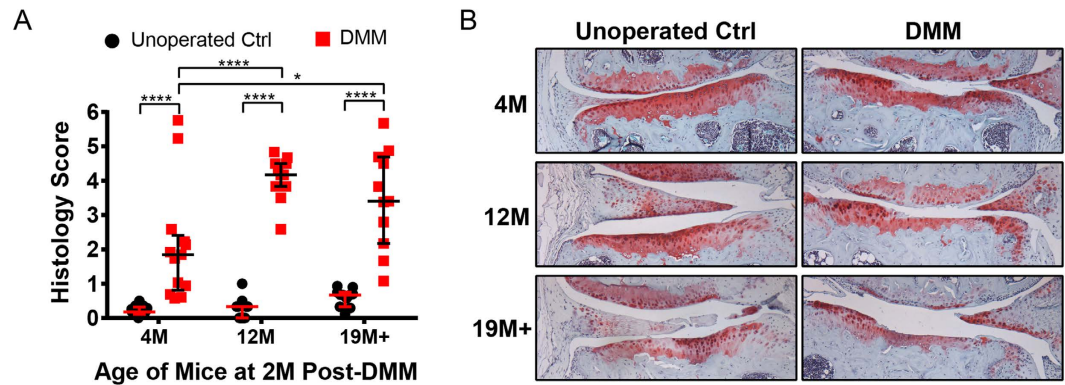 A
Unoperated Ctrl DMM
****
*
**** **** ****
6
5
4
3
2
1
0
Histology Score
4M 12M 19M+
Age of Mice at 2M Post-DMM
B
Unoperated Ctrl DMM
4M
12M
19M+